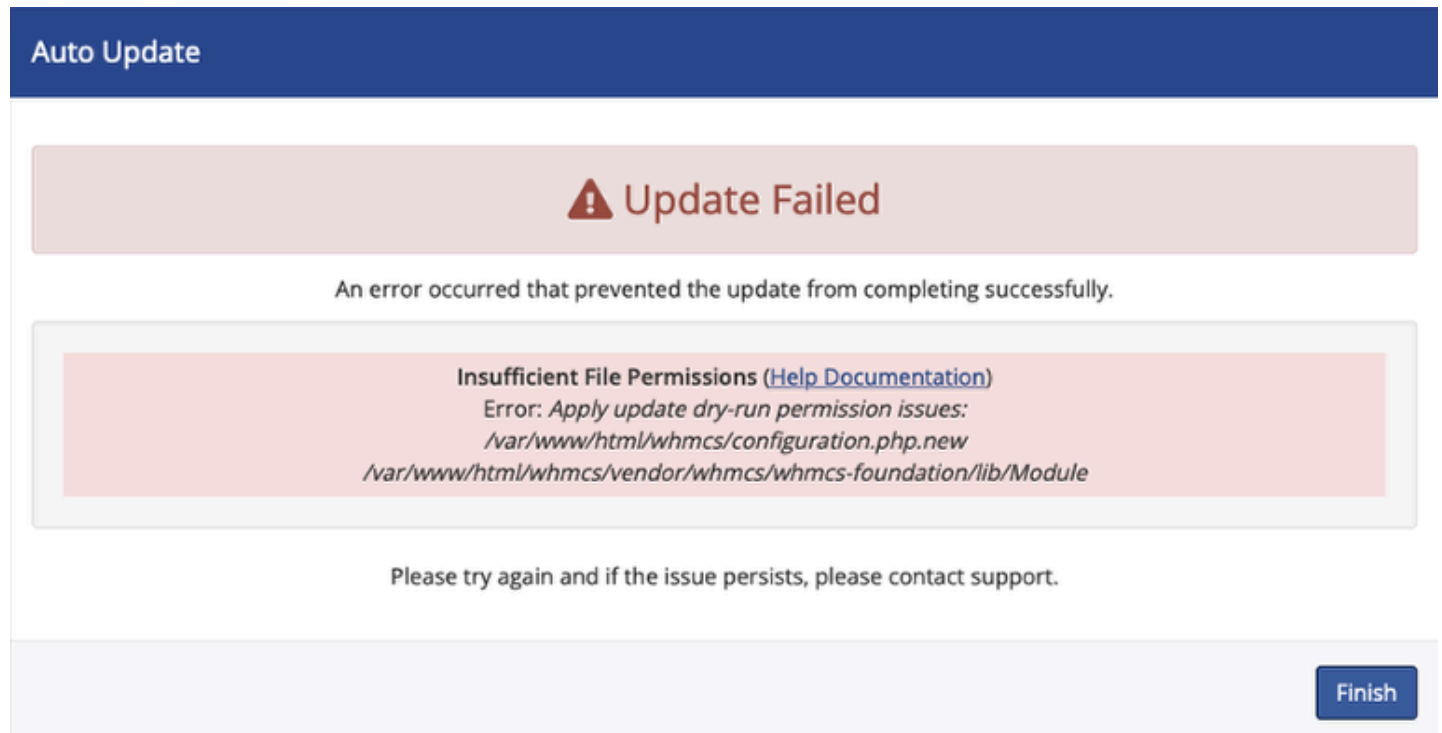 Auto Update
Update Failed
An error occurred that prevented the update from completing successfully.
Insufficient File Permissions (Help Documentation)
Error: Apply update dry-run permission issues:
/var/www/html/whmcs/configuration.php.new
/var/www/html/whmcs/vendor/whmcs/whmcs-foundation/lib/Module
Please try again and if the issue persists, please contact support.
Finish